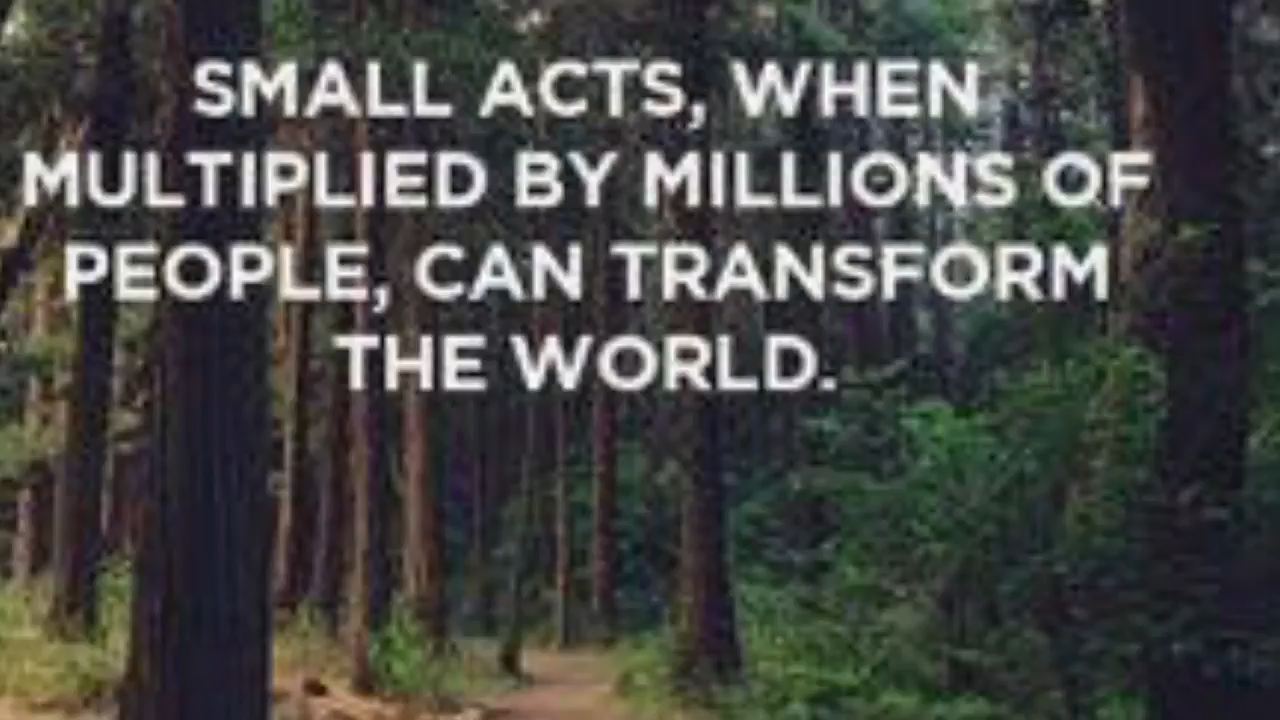 SMALL ACTS, WHEN
MULTIPLIED BY MILLIONS OF
PEOPLE, CAN TRANSFORM
THE WORLD.